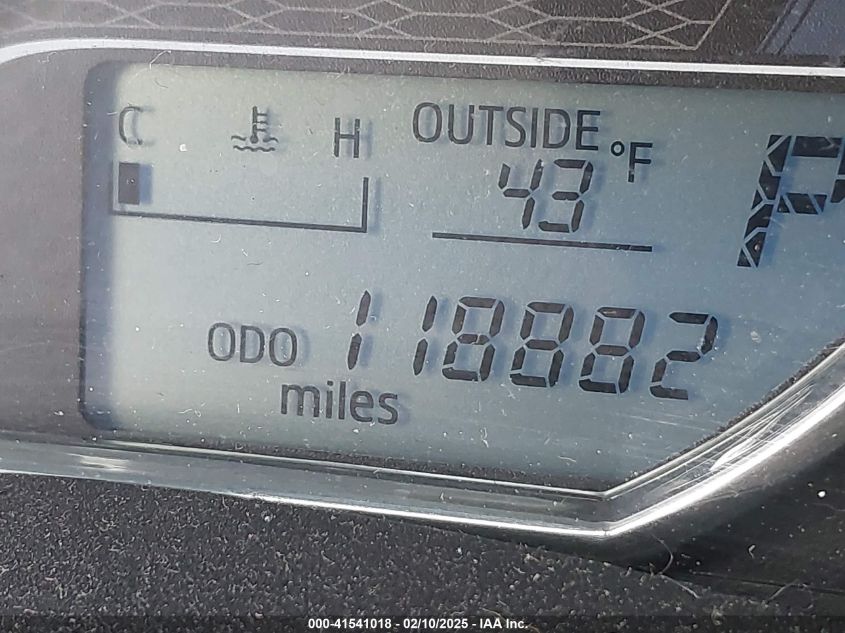 C H OUTSIDE
43 °F P
ODO 118882
miles
000-41541018 - 02/10/2025 - IAA Inc.